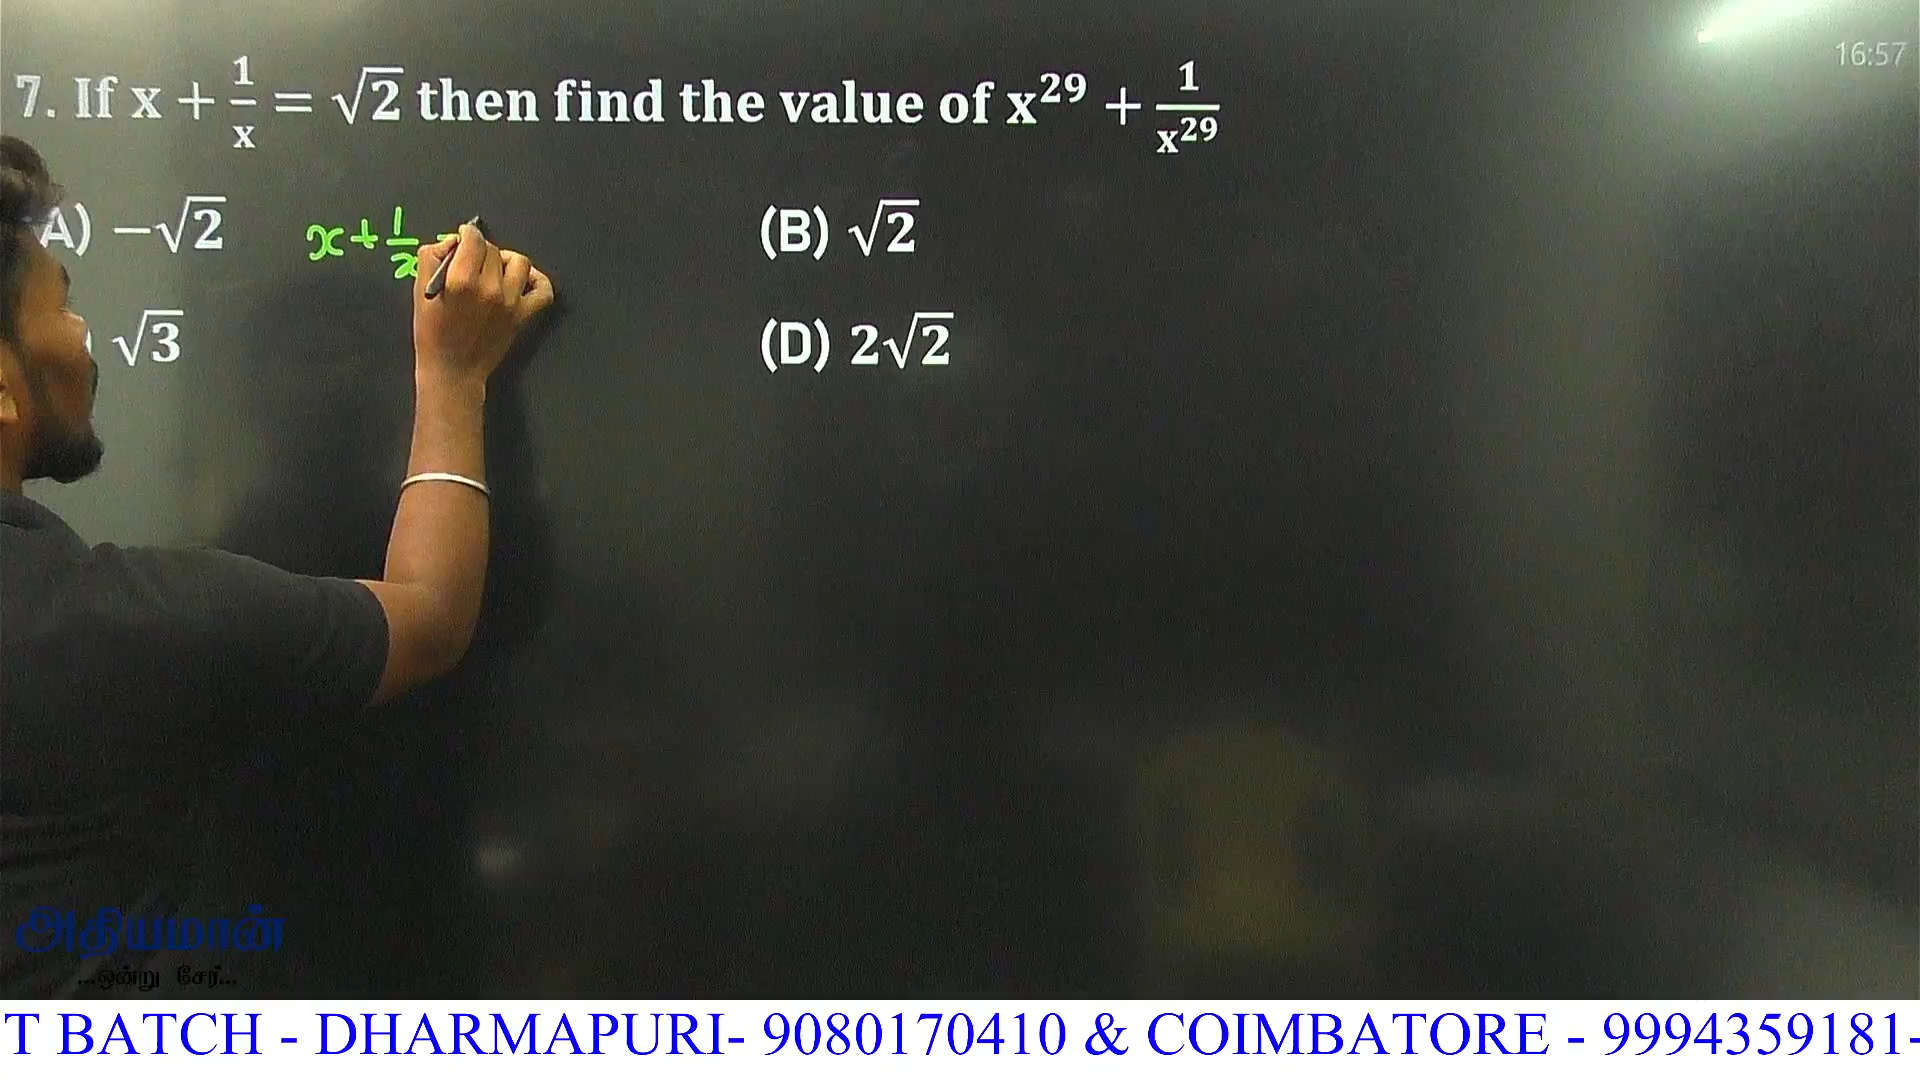 16:57
7. If x + 1/x = √2 then find the value of x²⁹ + 1/x²⁹
A) −√2 (B) √2
) √3 (D) 2√2
x + 1/x =
அதியமான்
...ஒன்று சேர்...
T BATCH - DHARMAPURI- 9080170410 & COIMBATORE - 9994359181-